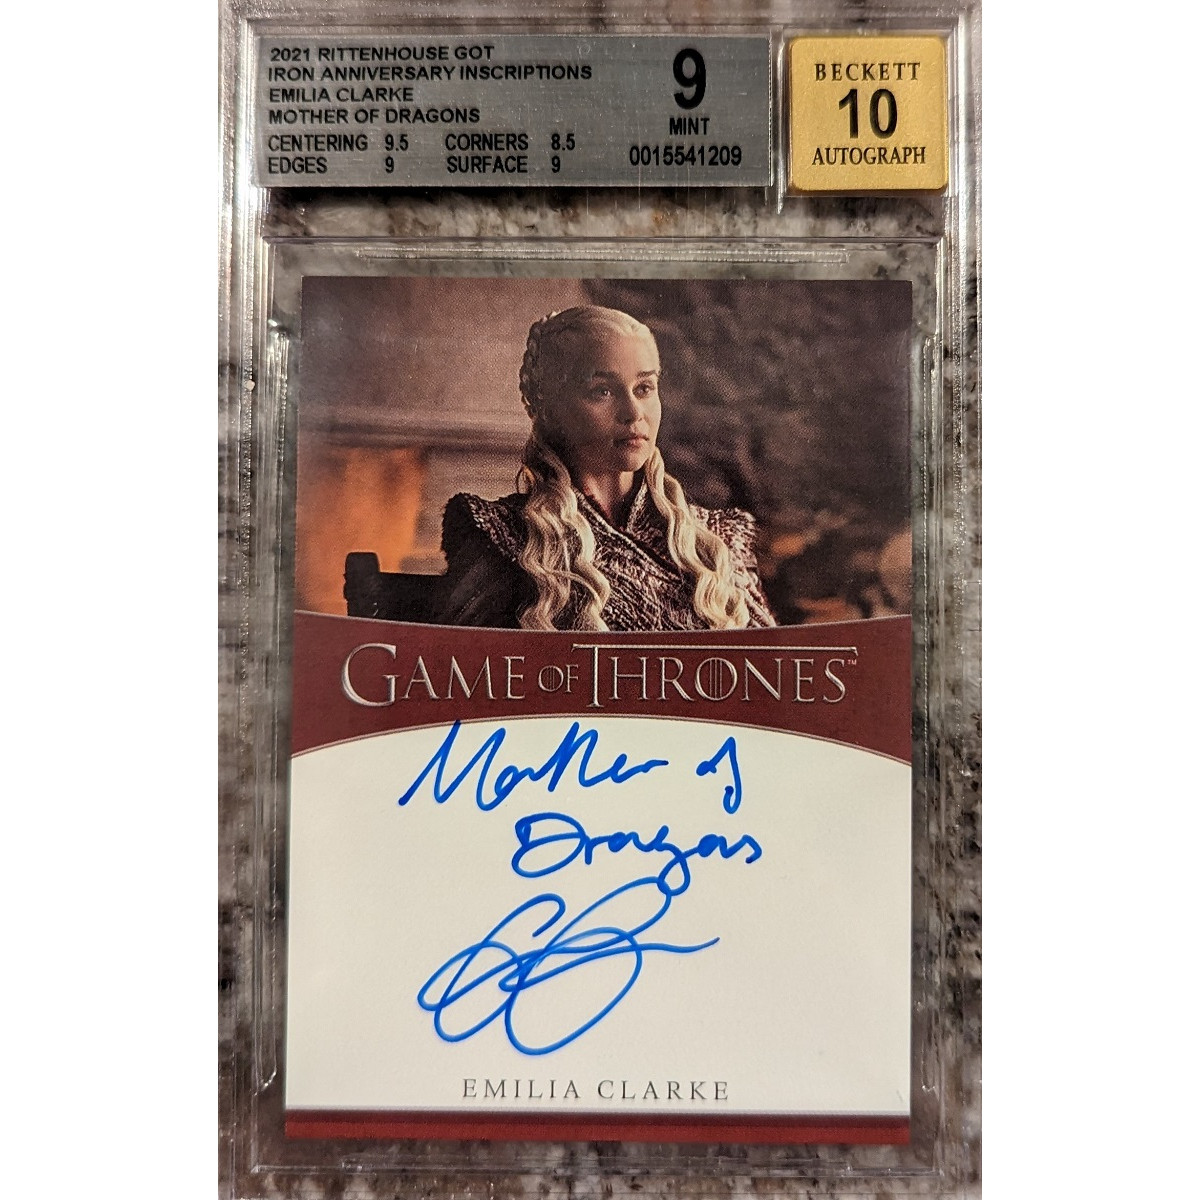 2021 RITTENHOUSE GOT
IRON ANNIVERSARY INSCRIPTIONS
EMILIA CLARKE
MOTHER OF DRAGONS
CENTERING 9.5 CORNERS 8.5
EDGES 9 SURFACE 9
9
MINT
0015541209
BECKETT
10
AUTOGRAPH
GAME OF THRONES™
Mother of
Dragons
EMILIA CLARKE